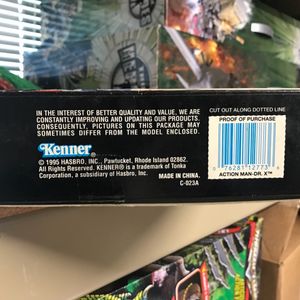 IN THE INTEREST OF BETTER QUALITY AND VALUE. WE ARE
CONSTANTLY IMPROVING AND UPDATING OUR PRODUCTS.
CONSEQUENTLY, PICTURES ON THIS PACKAGE MAY
SOMETIMES DIFFER FROM THE MODEL ENCLOSED.
Kenner
© 1995 HASBRO, INC., Pawtucket, Rhode Island 02862.
All Rights Reserved. KENNER® is a trademark of Tonka
Corporation, a subsidiary of Hasbro, Inc.
MADE IN CHINA.
C-023A
CUT OUT ALONG DOTTED LINE
PROOF OF PURCHASE
76281 12773
ACTION MAN-DR. X™